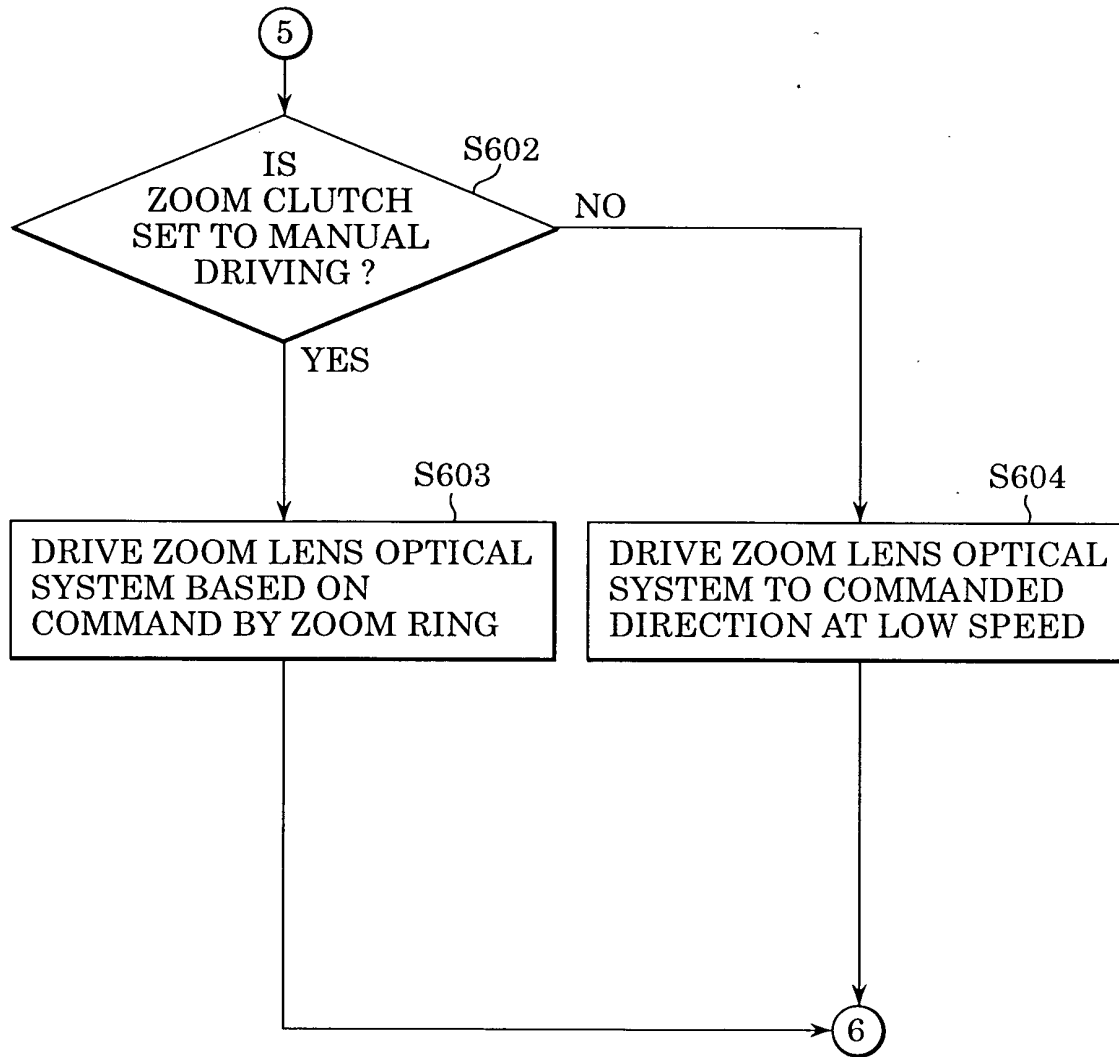 5
S602
IS
ZOOM CLUTCH
SET TO MANUAL
DRIVING ?
NO
YES
S603
DRIVE ZOOM LENS OPTICAL
SYSTEM BASED ON
COMMAND BY ZOOM RING
S604
DRIVE ZOOM LENS OPTICAL
SYSTEM TO COMMANDED
DIRECTION AT LOW SPEED
6